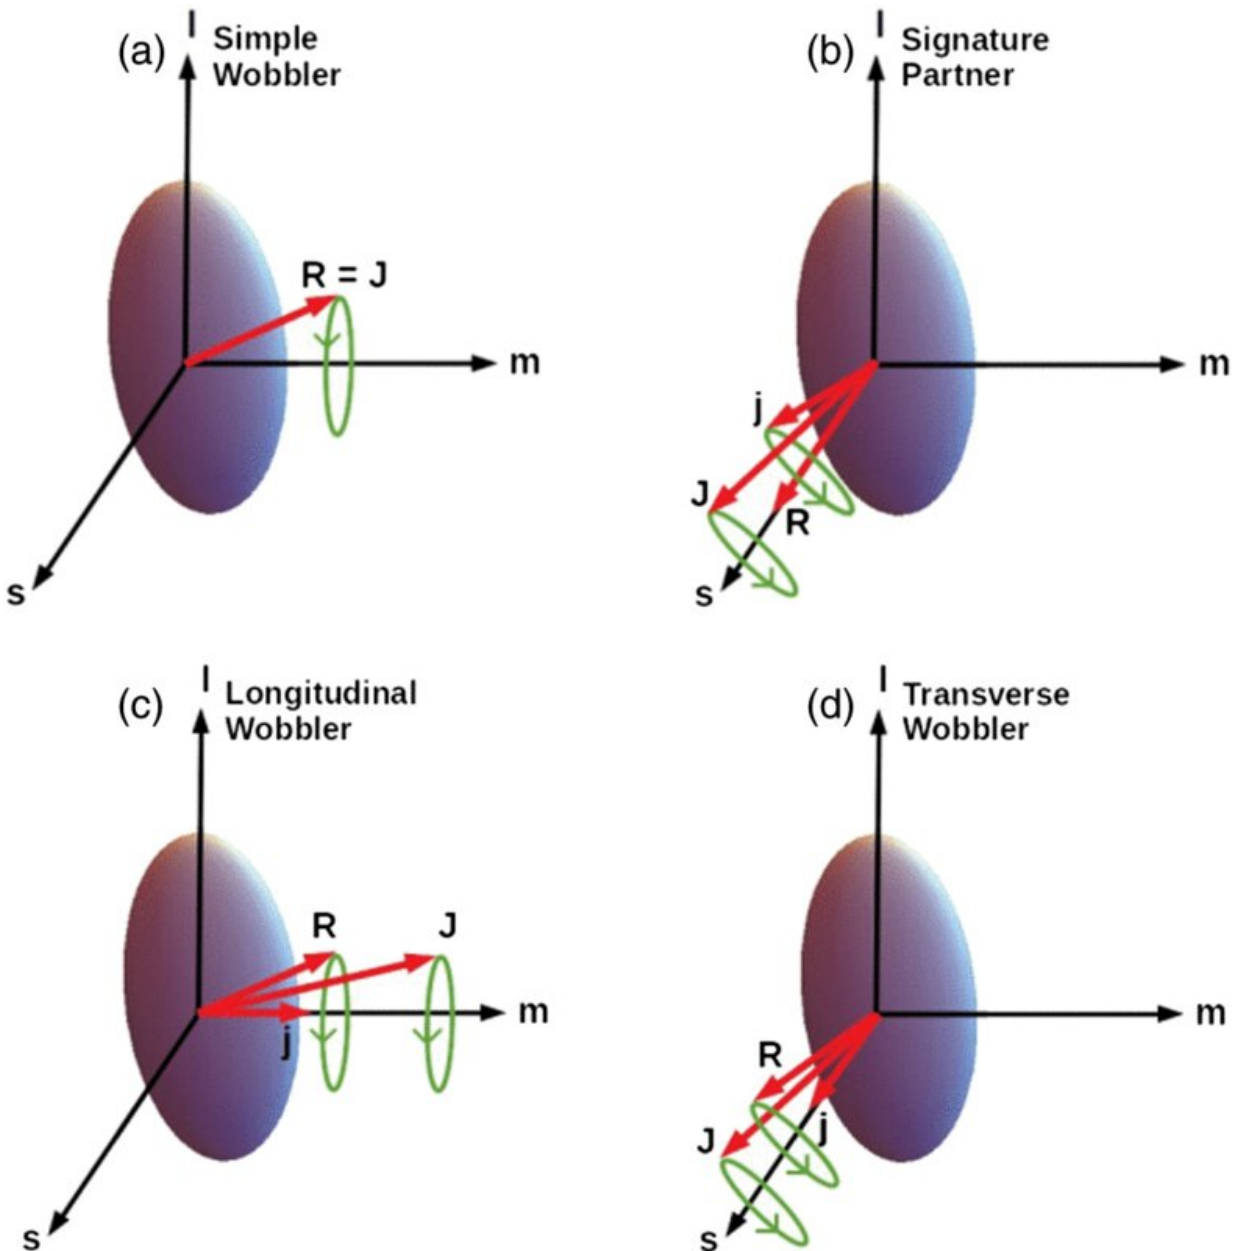 (a)
l
Simple
Wobbler
R = J
m
s
(b)
l
Signature
Partner
j
J
R
m
s
(c)
l
Longitudinal
Wobbler
R
J
j
m
s
(d)
l
Transverse
Wobbler
R
J
j
m
s